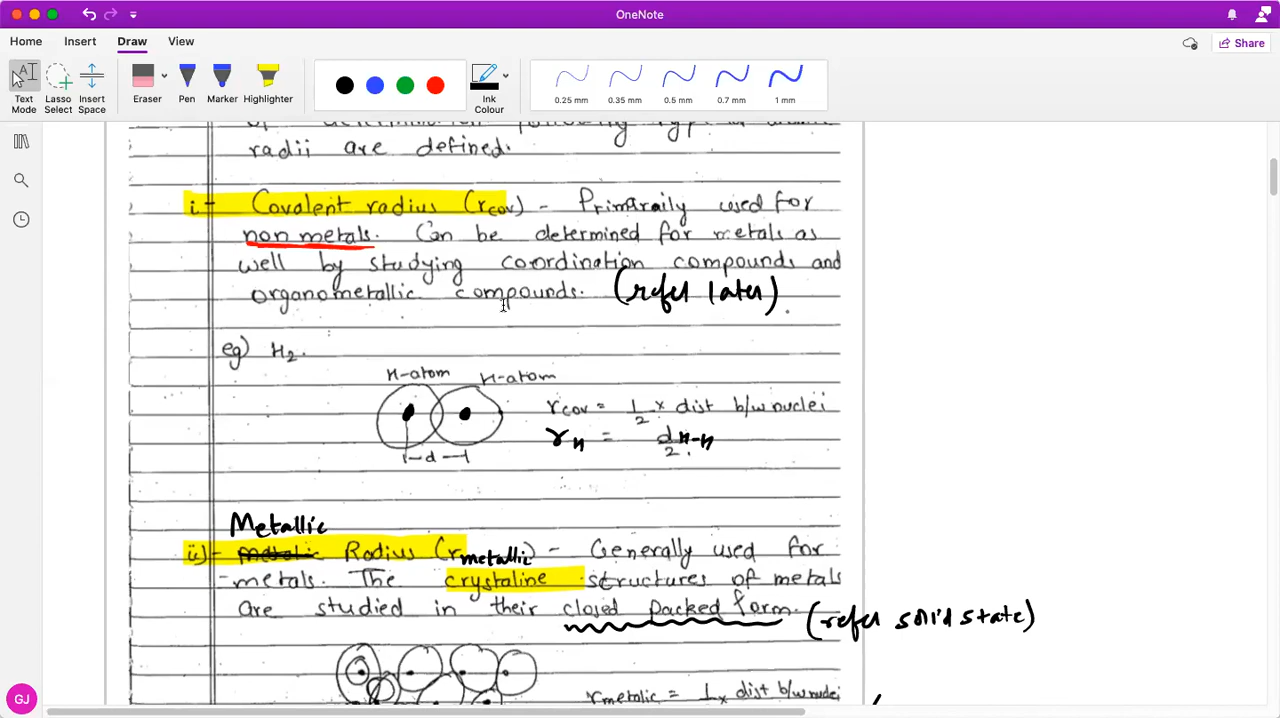 OneNote
Home Insert Draw View
Share
Text Mode
Lasso Select
Insert Space
Eraser
Pen
Marker
Highlighter
Ink Colour
0.25 mm
0.35 mm
0.5 mm
0.7 mm
1 mm
radii are defined.
i- Covalent radius (rcov) - Primaraily used for
non metals. Can be determined for metals as
well by studying coordination compounds and
organometallic compounds. (refer later)
eg) H2.
H-atom H-atom
rcov = 1/2 x dist b/w nuclei
rH = dH-H/2
d
Metallic
ii)- Radius (rmetallic) - Generally used for
metals. The crystaline structures of metals
are studied in their closed packed form. (refer solid state)
rmetalic = 1 x dist b/w nuclei
GJ